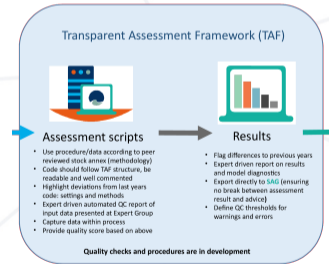 Transparent Assessment Framework (TAF)
Assessment scripts
• Use procedure/data according to peer
reviewed stock annex (methodology)
• Code should follow TAF structure, be
readable and well commented
• Highlight deviations from last years
code: settings and methods
• Expert driven automated QC report of
input data presented at Expert Group
• Capture data within process
• Provide quality score based on above
Results
• Flag differences to previous years
• Expert driven report on results
and model diagnostics
• Export directly to SAG (ensuring
no break between assessment
result and advice)
• Define QC thresholds for
warnings and errors
Quality checks and procedures are in development